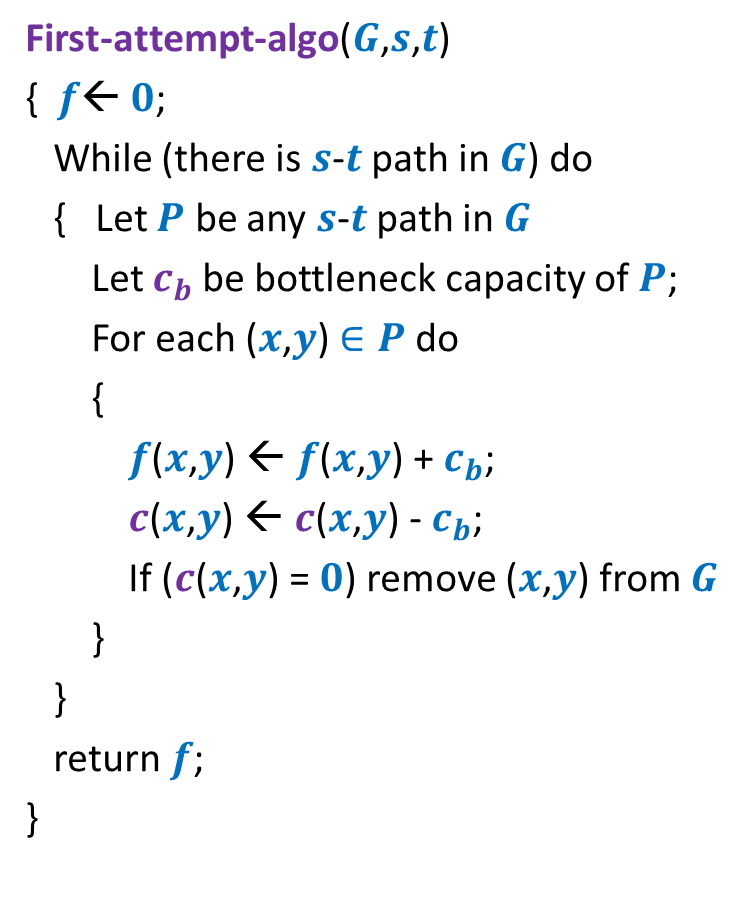 First-attempt-algo(G,s,t)
{ f← 0;
While (there is s-t path in G) do
{ Let P be any s-t path in G
Let c_b be bottleneck capacity of P;
For each (x,y) ∈ P do
{
f(x,y) ← f(x,y) + c_b;
c(x,y) ← c(x,y) - c_b;
If (c(x,y) = 0) remove (x,y) from G
}
}
return f;
}